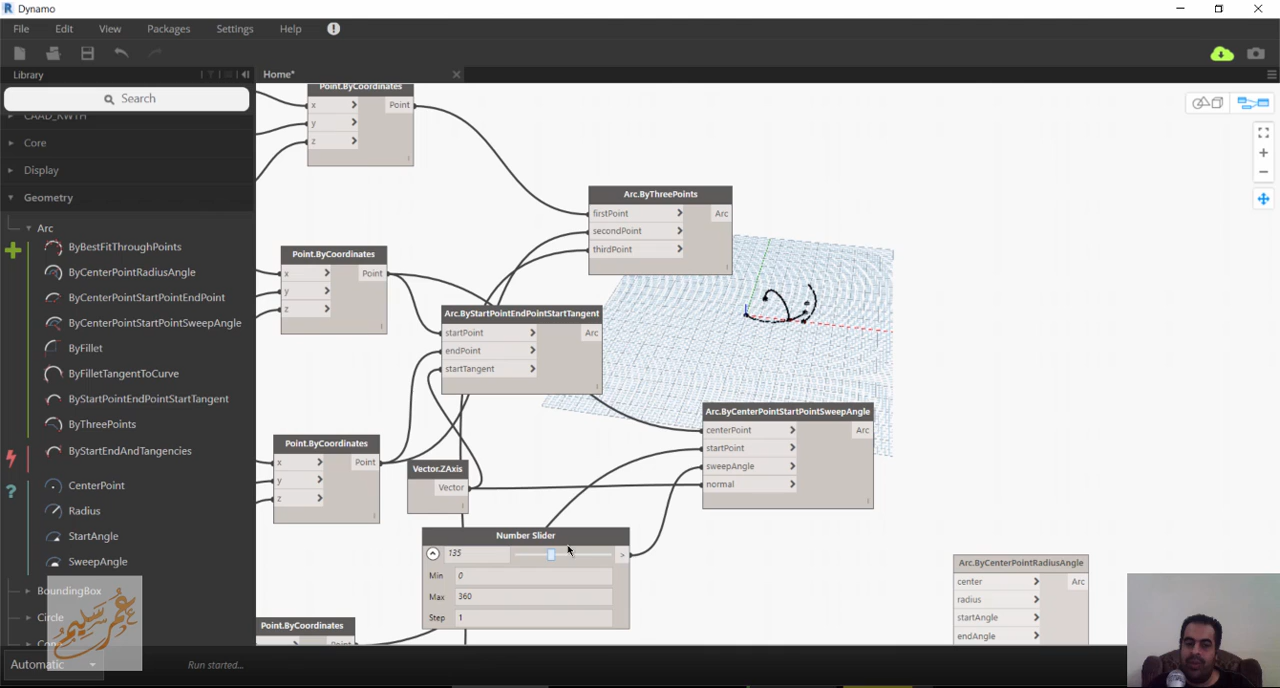 Dynamo
File Edit View Packages Settings Help
Library
Home*
Search
CAAD_KWTH
Core
Display
Geometry
Arc
ByBestFitThroughPoints
ByCenterPointRadiusAngle
ByCenterPointStartPointEndPoint
ByCenterPointStartPointSweepAngle
ByFillet
ByFilletTangentToCurve
ByStartPointEndPointStartTangent
ByThreePoints
ByStartEndAndTangencies
CenterPoint
Radius
StartAngle
SweepAngle
BoundingBox
Circle
Automatic
Run started...
Point.ByCoordinates
x > Point
y >
z >
Arc.ByThreePoints
firstPoint > Arc
secondPoint >
thirdPoint >
Point.ByCoordinates
x > Point
y >
z >
Arc.ByStartPointEndPointStartTangent
startPoint > Arc
endPoint >
startTangent >
Arc.ByCenterPointStartPointSweepAngle
centerPoint > Arc
startPoint >
sweepAngle >
normal >
Point.ByCoordinates
x > Point
y >
z >
Vector.ZAxis
Vector
Number Slider
135 >
Min 0
Max 360
Step 1
Arc.ByCenterPointRadiusAngle
center > Arc
radius >
startAngle >
endAngle >
Point.ByCoordinates
عمر سليم